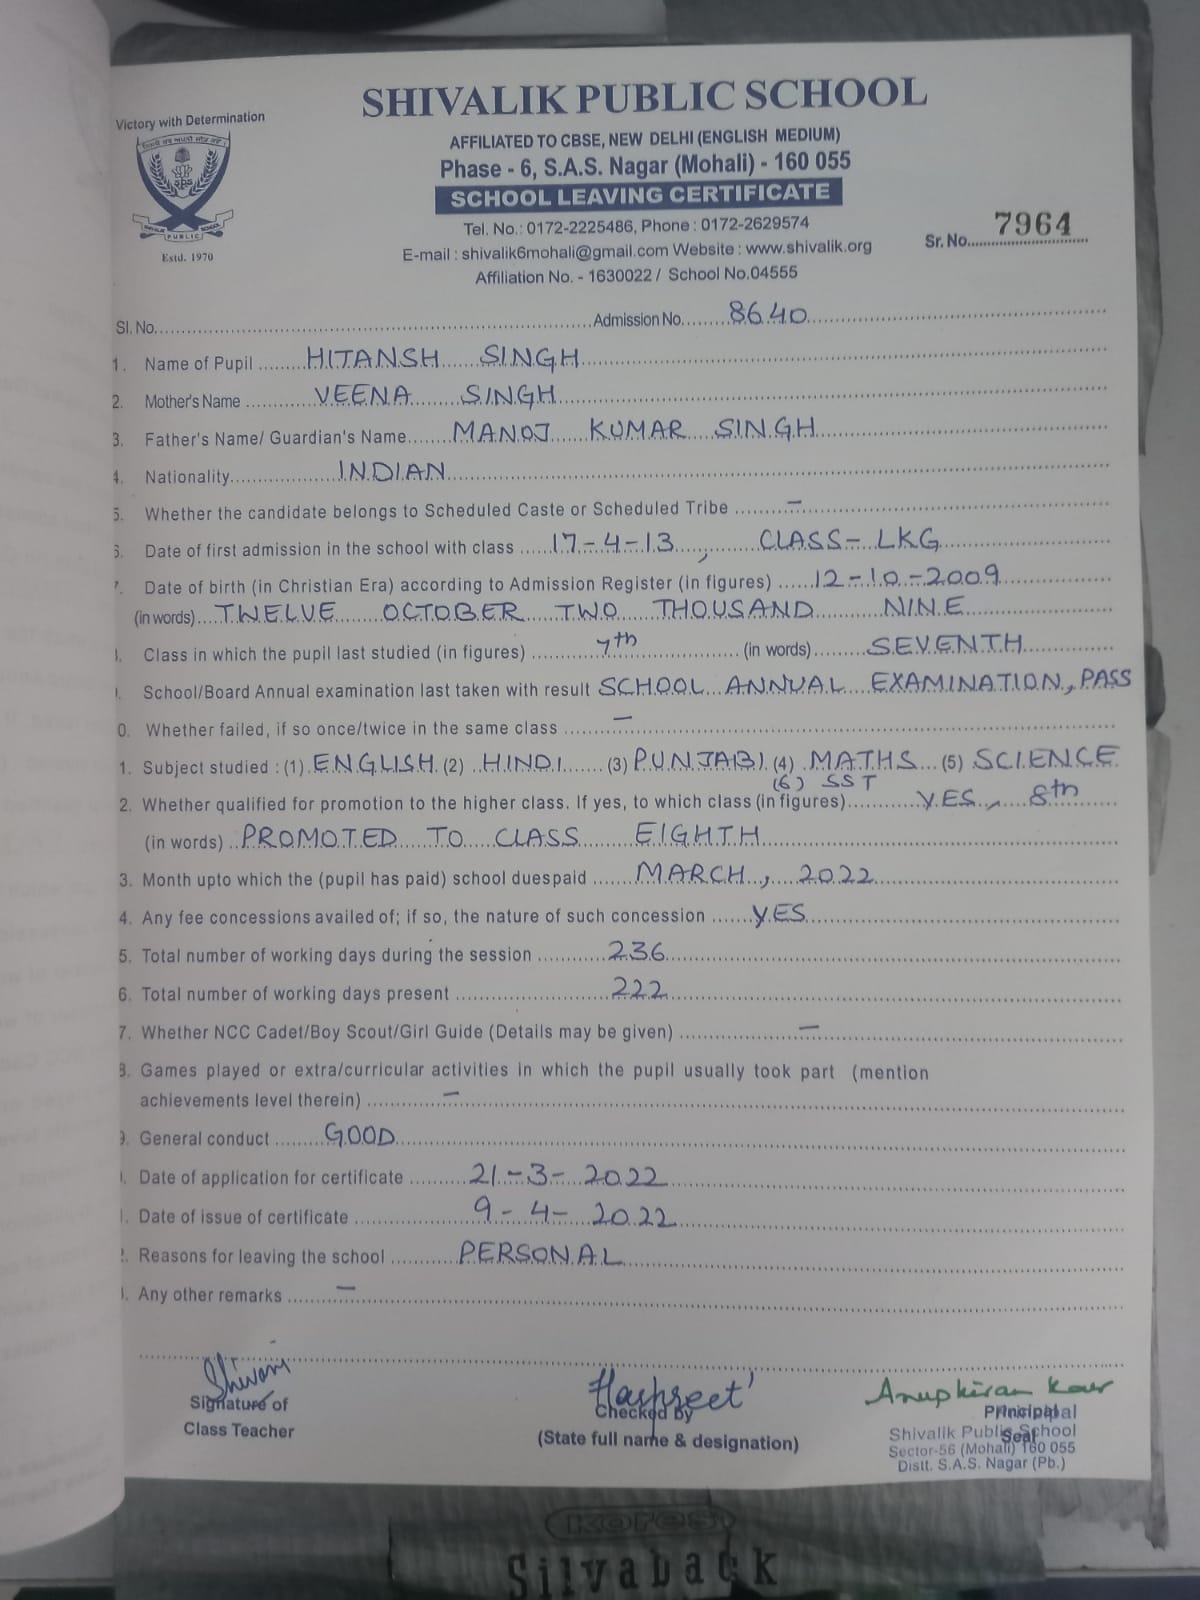 SHIVALIK PUBLIC SCHOOL
Victory with Determination
AFFILIATED TO CBSE, NEW DELHI (ENGLISH MEDIUM)
Phase - 6, S.A.S. Nagar (Mohali) - 160 055
SCHOOL LEAVING CERTIFICATE
SHIVALIK SCHOOL
PUBLIC
Estd. 1970
Tel. No.: 0172-2225486, Phone : 0172-2629574
Sr. No. 7964
E-mail : shivalik6mohali@gmail.com Website : www.shivalik.org
Affiliation No. - 1630022 / School No.04555
Sl. No. Admission No. 8640
1. Name of Pupil HITANSH SINGH
2. Mother's Name VEENA SINGH
3. Father's Name/ Guardian's Name MANOJ KUMAR SINGH
4. Nationality INDIAN
5. Whether the candidate belongs to Scheduled Caste or Scheduled Tribe –
6. Date of first admission in the school with class 17-4-13, CLASS- LKG
7. Date of birth (in Christian Era) according to Admission Register (in figures) 12-10-2009
(in words) TWELVE OCTOBER TWO THOUSAND NINE
Class in which the pupil last studied (in figures) 7th (in words) SEVENTH
School/Board Annual examination last taken with result SCHOOL ANNUAL EXAMINATION, PASS
0. Whether failed, if so once/twice in the same class –
1. Subject studied : (1) ENGLISH (2) HINDI (3) PUNJABI (4) MATHS (5) SCIENCE
(6) SST
2. Whether qualified for promotion to the higher class. If yes, to which class (in figures) YES, 8th
(in words) PROMOTED TO CLASS EIGHTH
3. Month upto which the (pupil has paid) school duespaid MARCH, 2022
4. Any fee concessions availed of; if so, the nature of such concession YES
5. Total number of working days during the session 236
6. Total number of working days present 222
7. Whether NCC Cadet/Boy Scout/Girl Guide (Details may be given) –
8. Games played or extra/curricular activities in which the pupil usually took part (mention
achievements level therein) –
9. General conduct GOOD
Date of application for certificate 21-3-2022
Date of issue of certificate 9-4-2022
Reasons for leaving the school PERSONAL
Any other remarks –
Shivani
Signature of
Class Teacher
Harpreet
Checked By
(State full name & designation)
Anupkiran Kaur
Principal
Principal
Seal
Shivalik Public School
Sector-56 (Mohali) 160 055
Distt. S.A.S. Nagar (Pb.)
Kores
Silvaback